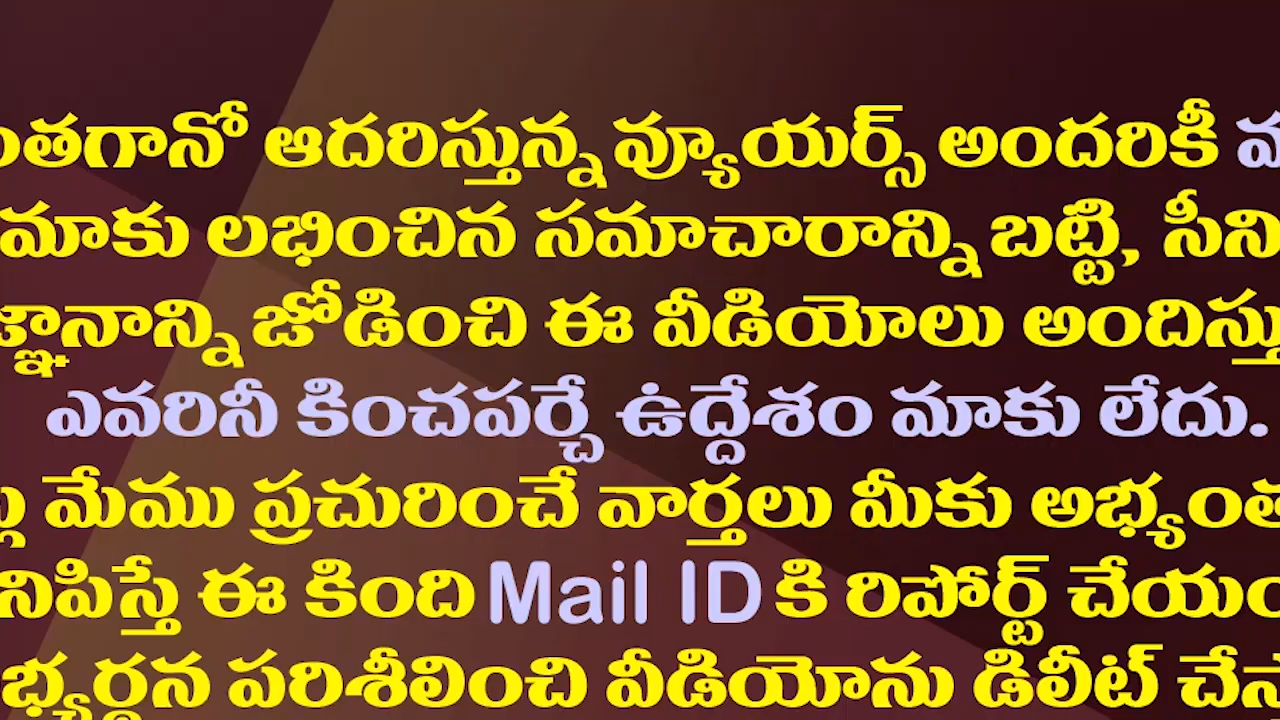 ఆదరిస్తున్న వ్యూయర్స్ అందరికీ
మాకు లభించిన సమాచారాన్ని బట్టి,
జోడించి ఈ వీడియోలు
ఎవరినీ కించపర్చే ఉద్దేశం మాకు లేదు.
మేము ప్రచురించే వార్తలు మీకు
ఈ కింది Mail ID కి రిపోర్ట్
పరిశీలించి వీడియోను డిలీట్